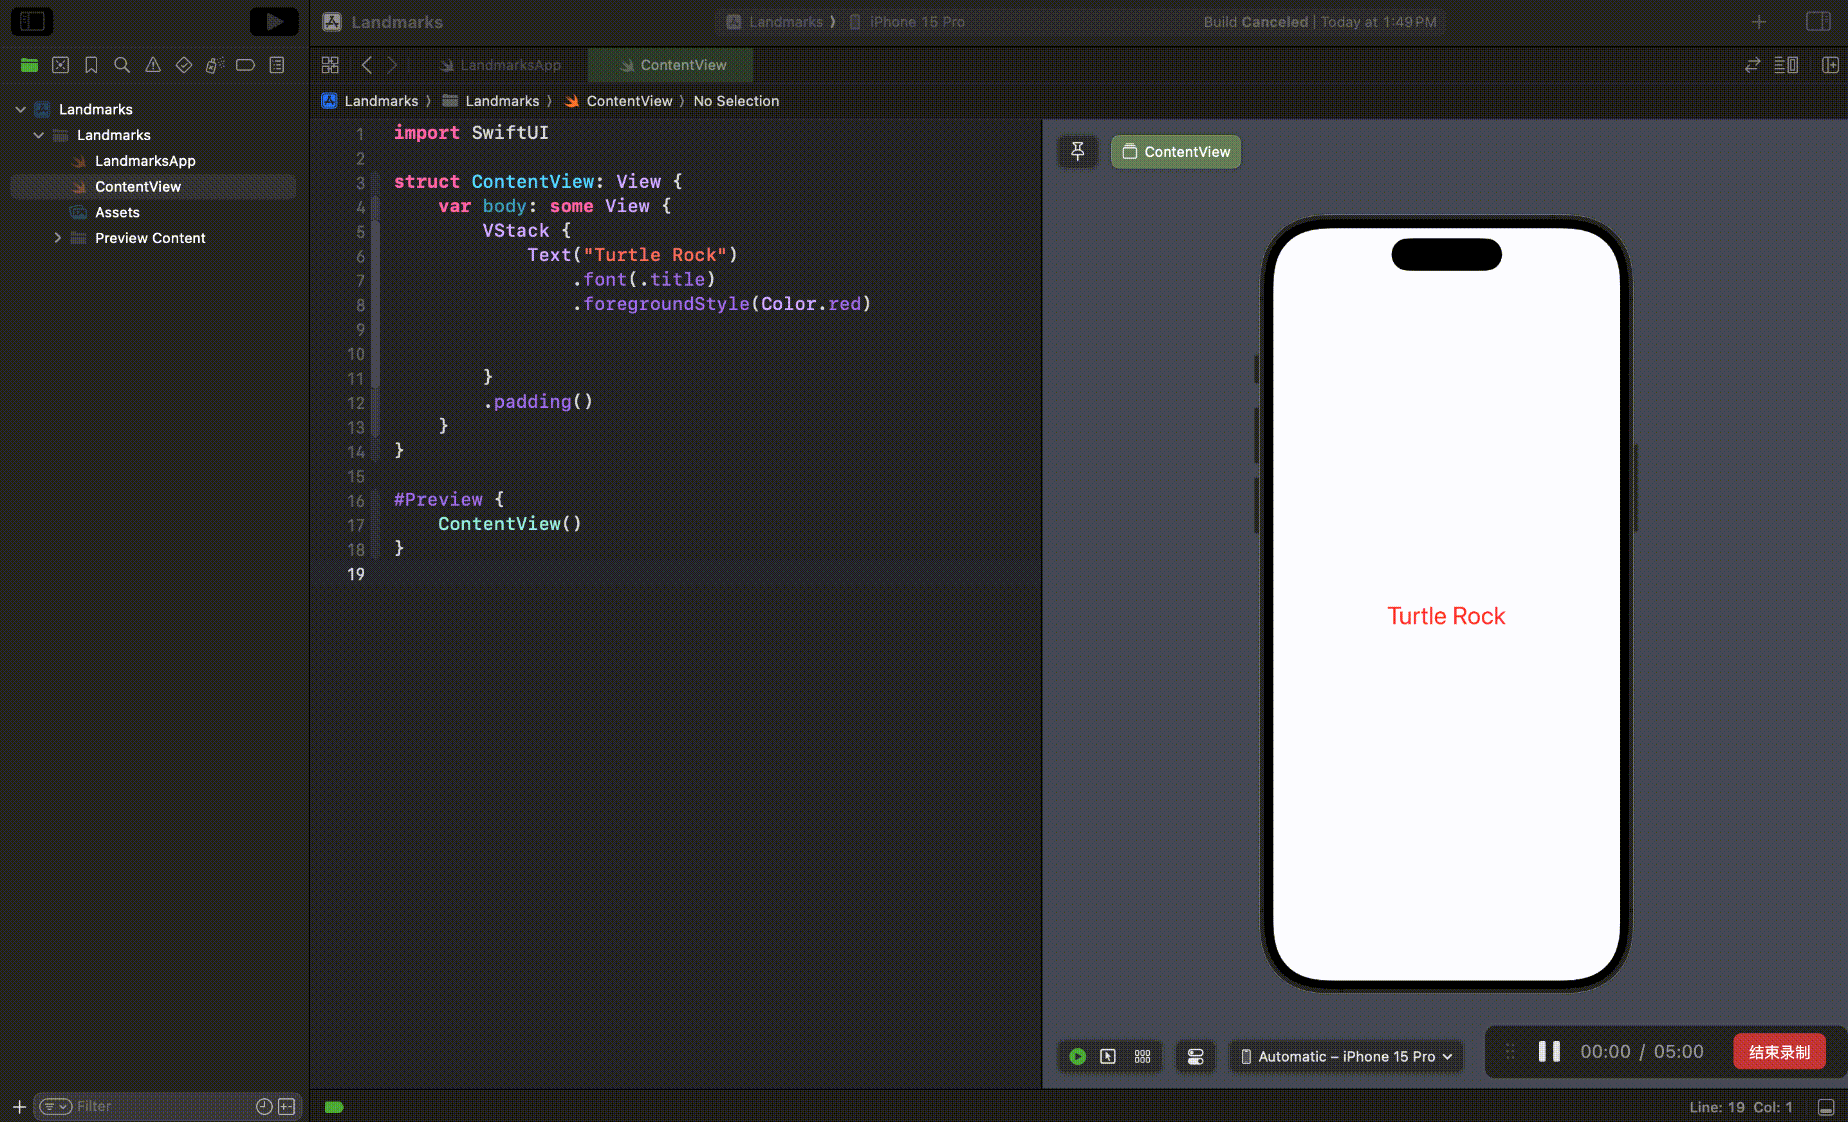 Landmarks
Landmarks ⟩ iPhone 15 Pro
Build Canceled | Today at 1:49 PM
LandmarksApp
ContentView
Landmarks ⟩ Landmarks ⟩ ContentView ⟩ No Selection
Landmarks
Landmarks
LandmarksApp
ContentView
Assets
Preview Content
1 import SwiftUI
2
3 struct ContentView: View {
4     var body: some View {
5         VStack {
6             Text("Turtle Rock")
7                 .font(.title)
8                 .foregroundStyle(Color.red)
9
10
11         }
12         .padding()
13     }
14 }
15
16 #Preview {
17     ContentView()
18 }
19
ContentView
Turtle Rock
Automatic – iPhone 15 Pro
00:00 / 05:00
结束录制
Filter
Line: 19 Col: 1